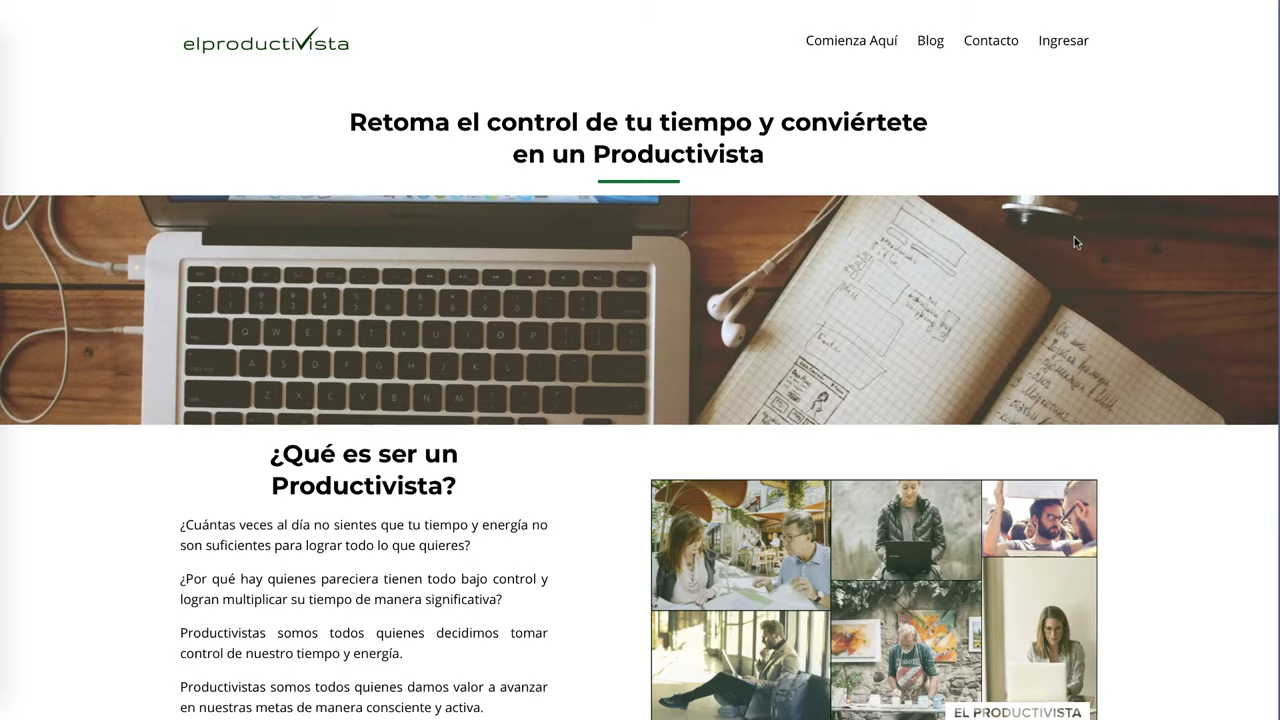 elproductivista
Comienza Aquí Blog Contacto Ingresar
Retoma el control de tu tiempo y conviértete
en un Productivista
¿Qué es ser un
Productivista?
¿Cuántas veces al día no sientes que tu tiempo y energía no
son suficientes para lograr todo lo que quieres?
¿Por qué hay quienes pareciera tienen todo bajo control y
logran multiplicar su tiempo de manera significativa?
Productivistas somos todos quienes decidimos tomar
control de nuestro tiempo y energía.
Productivistas somos todos quienes damos valor a avanzar
en nuestras metas de manera consciente y activa.
EL PRODUCTIVISTA